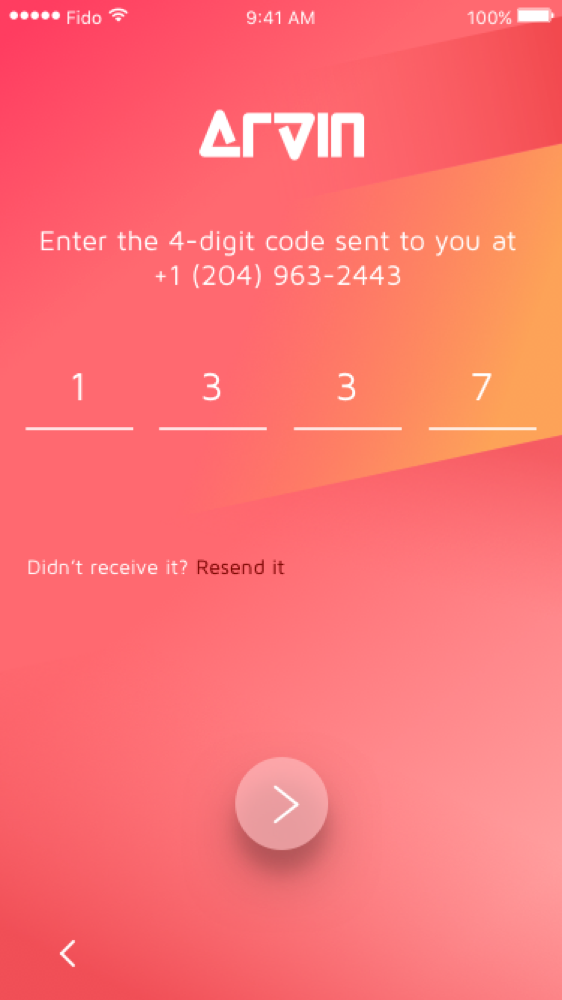 Fido 9:41 AM 100%
Arvin
Enter the 4-digit code sent to you at
+1 (204) 963-2443
1 3 3 7
Didn't receive it? Resend it